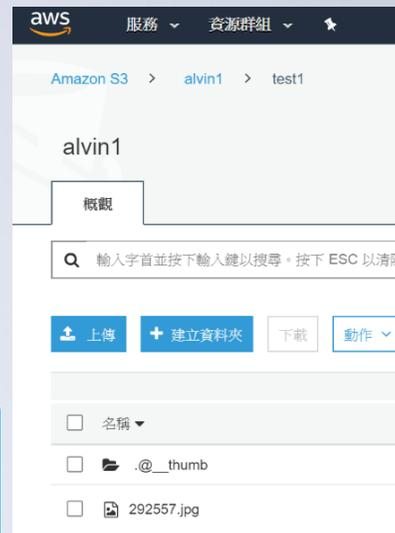 aws 服務 資源群組
Amazon S3 > alvin1 > test1
alvin1
概觀
輸入字首並按下輸入鍵以搜尋。按下 ESC 以清
上傳 建立資料夾 下載 動作
名稱
.@__thumb
292557.jpg